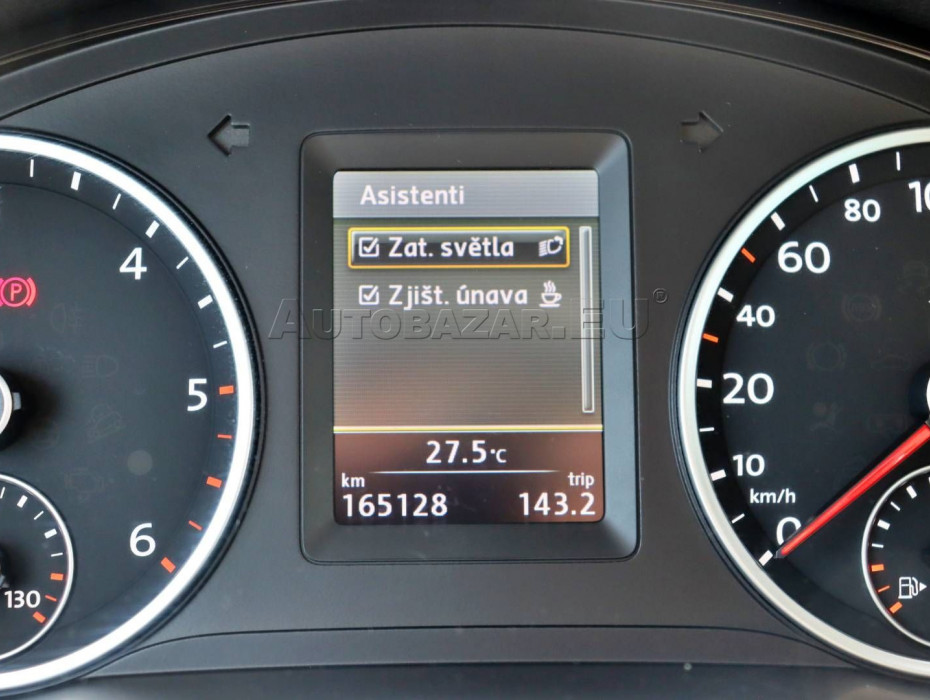 Asistenti
Zat. světla
Zjišt. únava
AUTOBAZAR.EU®
27.5°C
km trip
165128 143.2
4
5
6
130
P
80
60
40
20
10
km/h
0